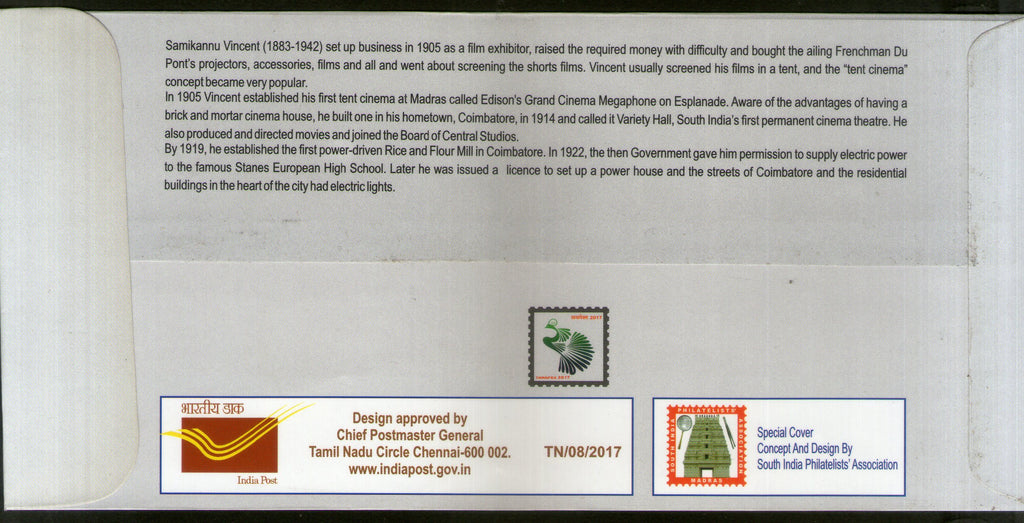 Samikannu Vincent (1883-1942) set up business in 1905 as a film exhibitor, raised the required money with difficulty and bought the ailing Frenchman Du
Pont's projectors, accessories, films and all and went about screening the shorts films. Vincent usually screened his films in a tent, and the "tent cinema"
concept became very popular.
In 1905 Vincent established his first tent cinema at Madras called Edison's Grand Cinema Megaphone on Esplanade. Aware of the advantages of having a
brick and mortar cinema house, he built one in his hometown, Coimbatore, in 1914 and called it Variety Hall, South India's first permanent cinema theatre. He
also produced and directed movies and joined the Board of Central Studios.
By 1919, he established the first power-driven Rice and Flour Mill in Coimbatore. In 1922, the then Government gave him permission to supply electric power
to the famous Stanes European High School. Later he was issued a licence to set up a power house and the streets of Coimbatore and the residential
buildings in the heart of the city had electric lights.
2017
2017
भारतीय डाक
India Post
Design approved by
Chief Postmaster General
Tamil Nadu Circle Chennai-600 002.
www.indiapost.gov.in
TN/08/2017
SOUTH INDIA PHILATELISTS' ASSOCIATION
MADRAS
Special Cover
Concept And Design By
South India Philatelists' Association